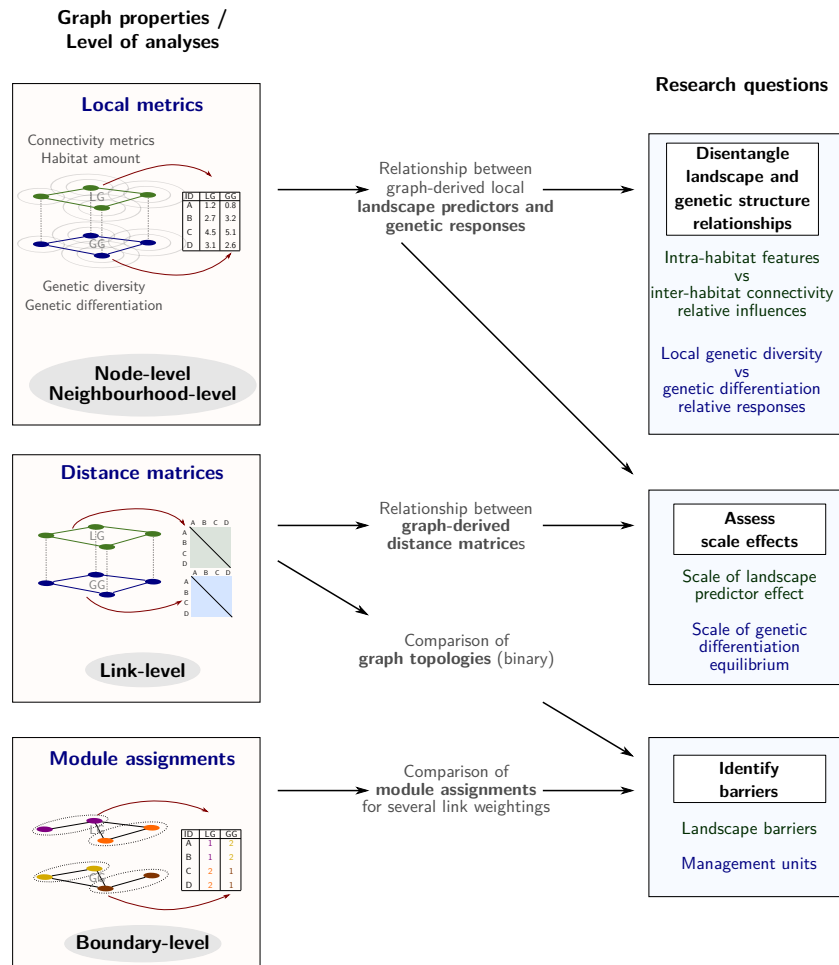 Graph properties /
Level of analyses
Research questions
Local metrics
Connectivity metrics
Habitat amount
LG
GG
ID LG GG
A 1.2 0.8
B 2.7 3.2
C 4.5 5.1
D 3.1 2.6
Genetic diversity
Genetic differentiation
Node-level
Neighbourhood-level
Relationship between
graph-derived local
landscape predictors and
genetic responses
Disentangle
landscape and
genetic structure
relationships
Intra-habitat features
vs
inter-habitat connectivity
relative influences
Local genetic diversity
vs
genetic differentiation
relative responses
Distance matrices
LG
GG
A B C D
A
B
C
D
A B C D
A
B
C
D
Link-level
Relationship between
graph-derived
distance matrices
Comparison of
graph topologies (binary)
Assess
scale effects
Scale of landscape
predictor effect
Scale of genetic
differentiation
equilibrium
Module assignments
LG
GG
ID LG GG
A 1 2
B 1 2
C 2 1
D 2 1
Boundary-level
Comparison of
module assignments
for several link weightings
Identify
barriers
Landscape barriers
Management units